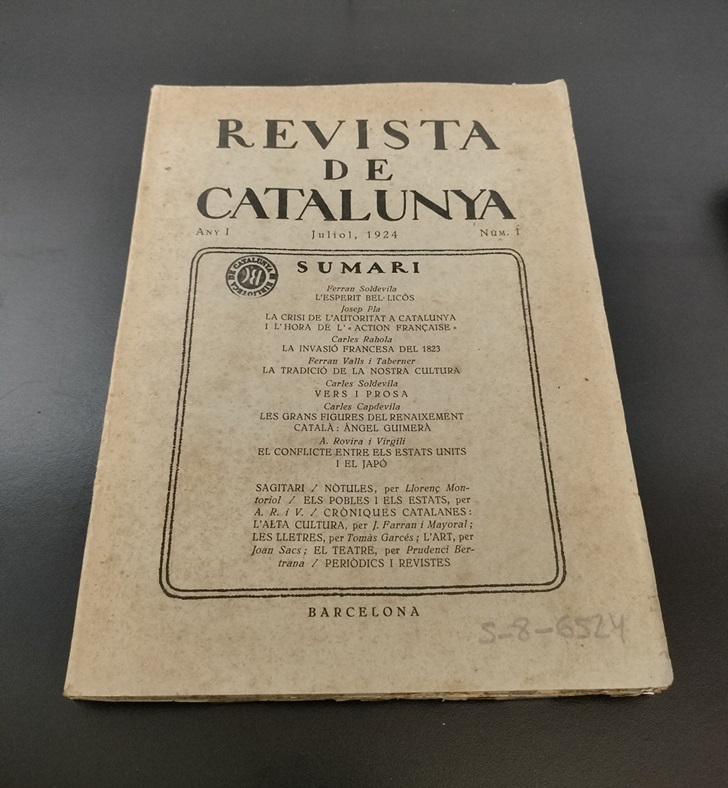 REVISTA
DE
CATALUNYA
ANY I Juliol, 1924 NÚM. 1
BIBLIOTECA DE CATALUNYA
BC
SUMARI
Ferran Soldevila
L'ESPERIT BEL·LICÓS
Josep Pla
LA CRISI DE L'AUTORITAT A CATALUNYA
I L'HORA DE L'«ACTION FRANÇAISE»
Carles Rahola
LA INVASIÓ FRANCESA DEL 1823
Ferran Valls i Taberner
LA TRADICIÓ DE LA NOSTRA CULTURA
Carles Soldevila
VERS I PROSA
Carles Capdevila
LES GRANS FIGURES DEL RENAIXEMENT
CATALÀ: ÀNGEL GUIMERÀ
A. Rovira i Virgili
EL CONFLICTE ENTRE ELS ESTATS UNITS
I EL JAPÓ
SAGITARI / NÒTULES, per Llorenç Mon-
toriol / ELS POBLES I ELS ESTATS, per
A. R. i V. / CRÒNIQUES CATALANES:
L'ALTA CULTURA, per J. Farran i Mayoral;
LES LLETRES, per Tomàs Garcés; L'ART, per
Joan Sacs; EL TEATRE, per Prudenci Ber-
trana / PERIÒDICS I REVISTES
BARCELONA
S-8-6524